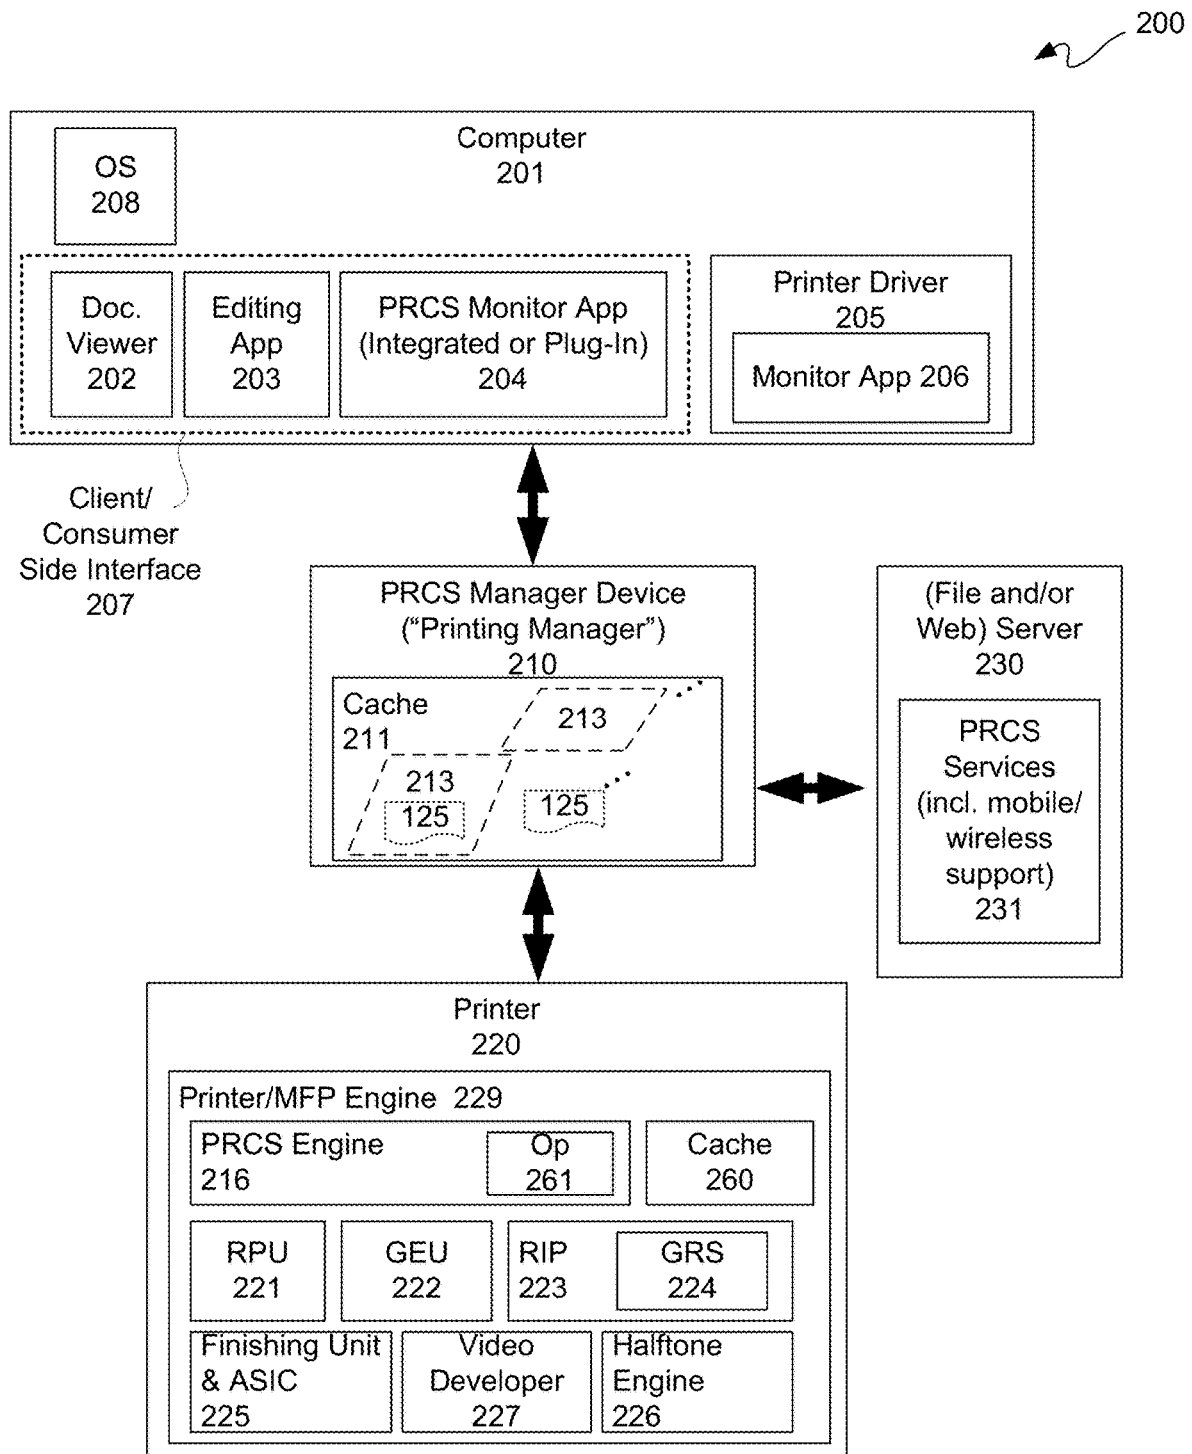 200
Computer
201
OS
208
Doc.
Viewer
202
Editing
App
203
PRCS Monitor App
(Integrated or Plug-In)
204
Printer Driver
205
Monitor App 206
Client/
Consumer
Side Interface
207
PRCS Manager Device
(“Printing Manager”)
210
Cache
211
213
213
125
125
(File and/or
Web) Server
230
PRCS
Services
(incl. mobile/
wireless
support)
231
Printer
220
Printer/MFP Engine 229
PRCS Engine
216
Op
261
Cache
260
RPU
221
GEU
222
RIP
223
GRS
224
Finishing Unit
& ASIC
225
Video
Developer
227
Halftone
Engine
226